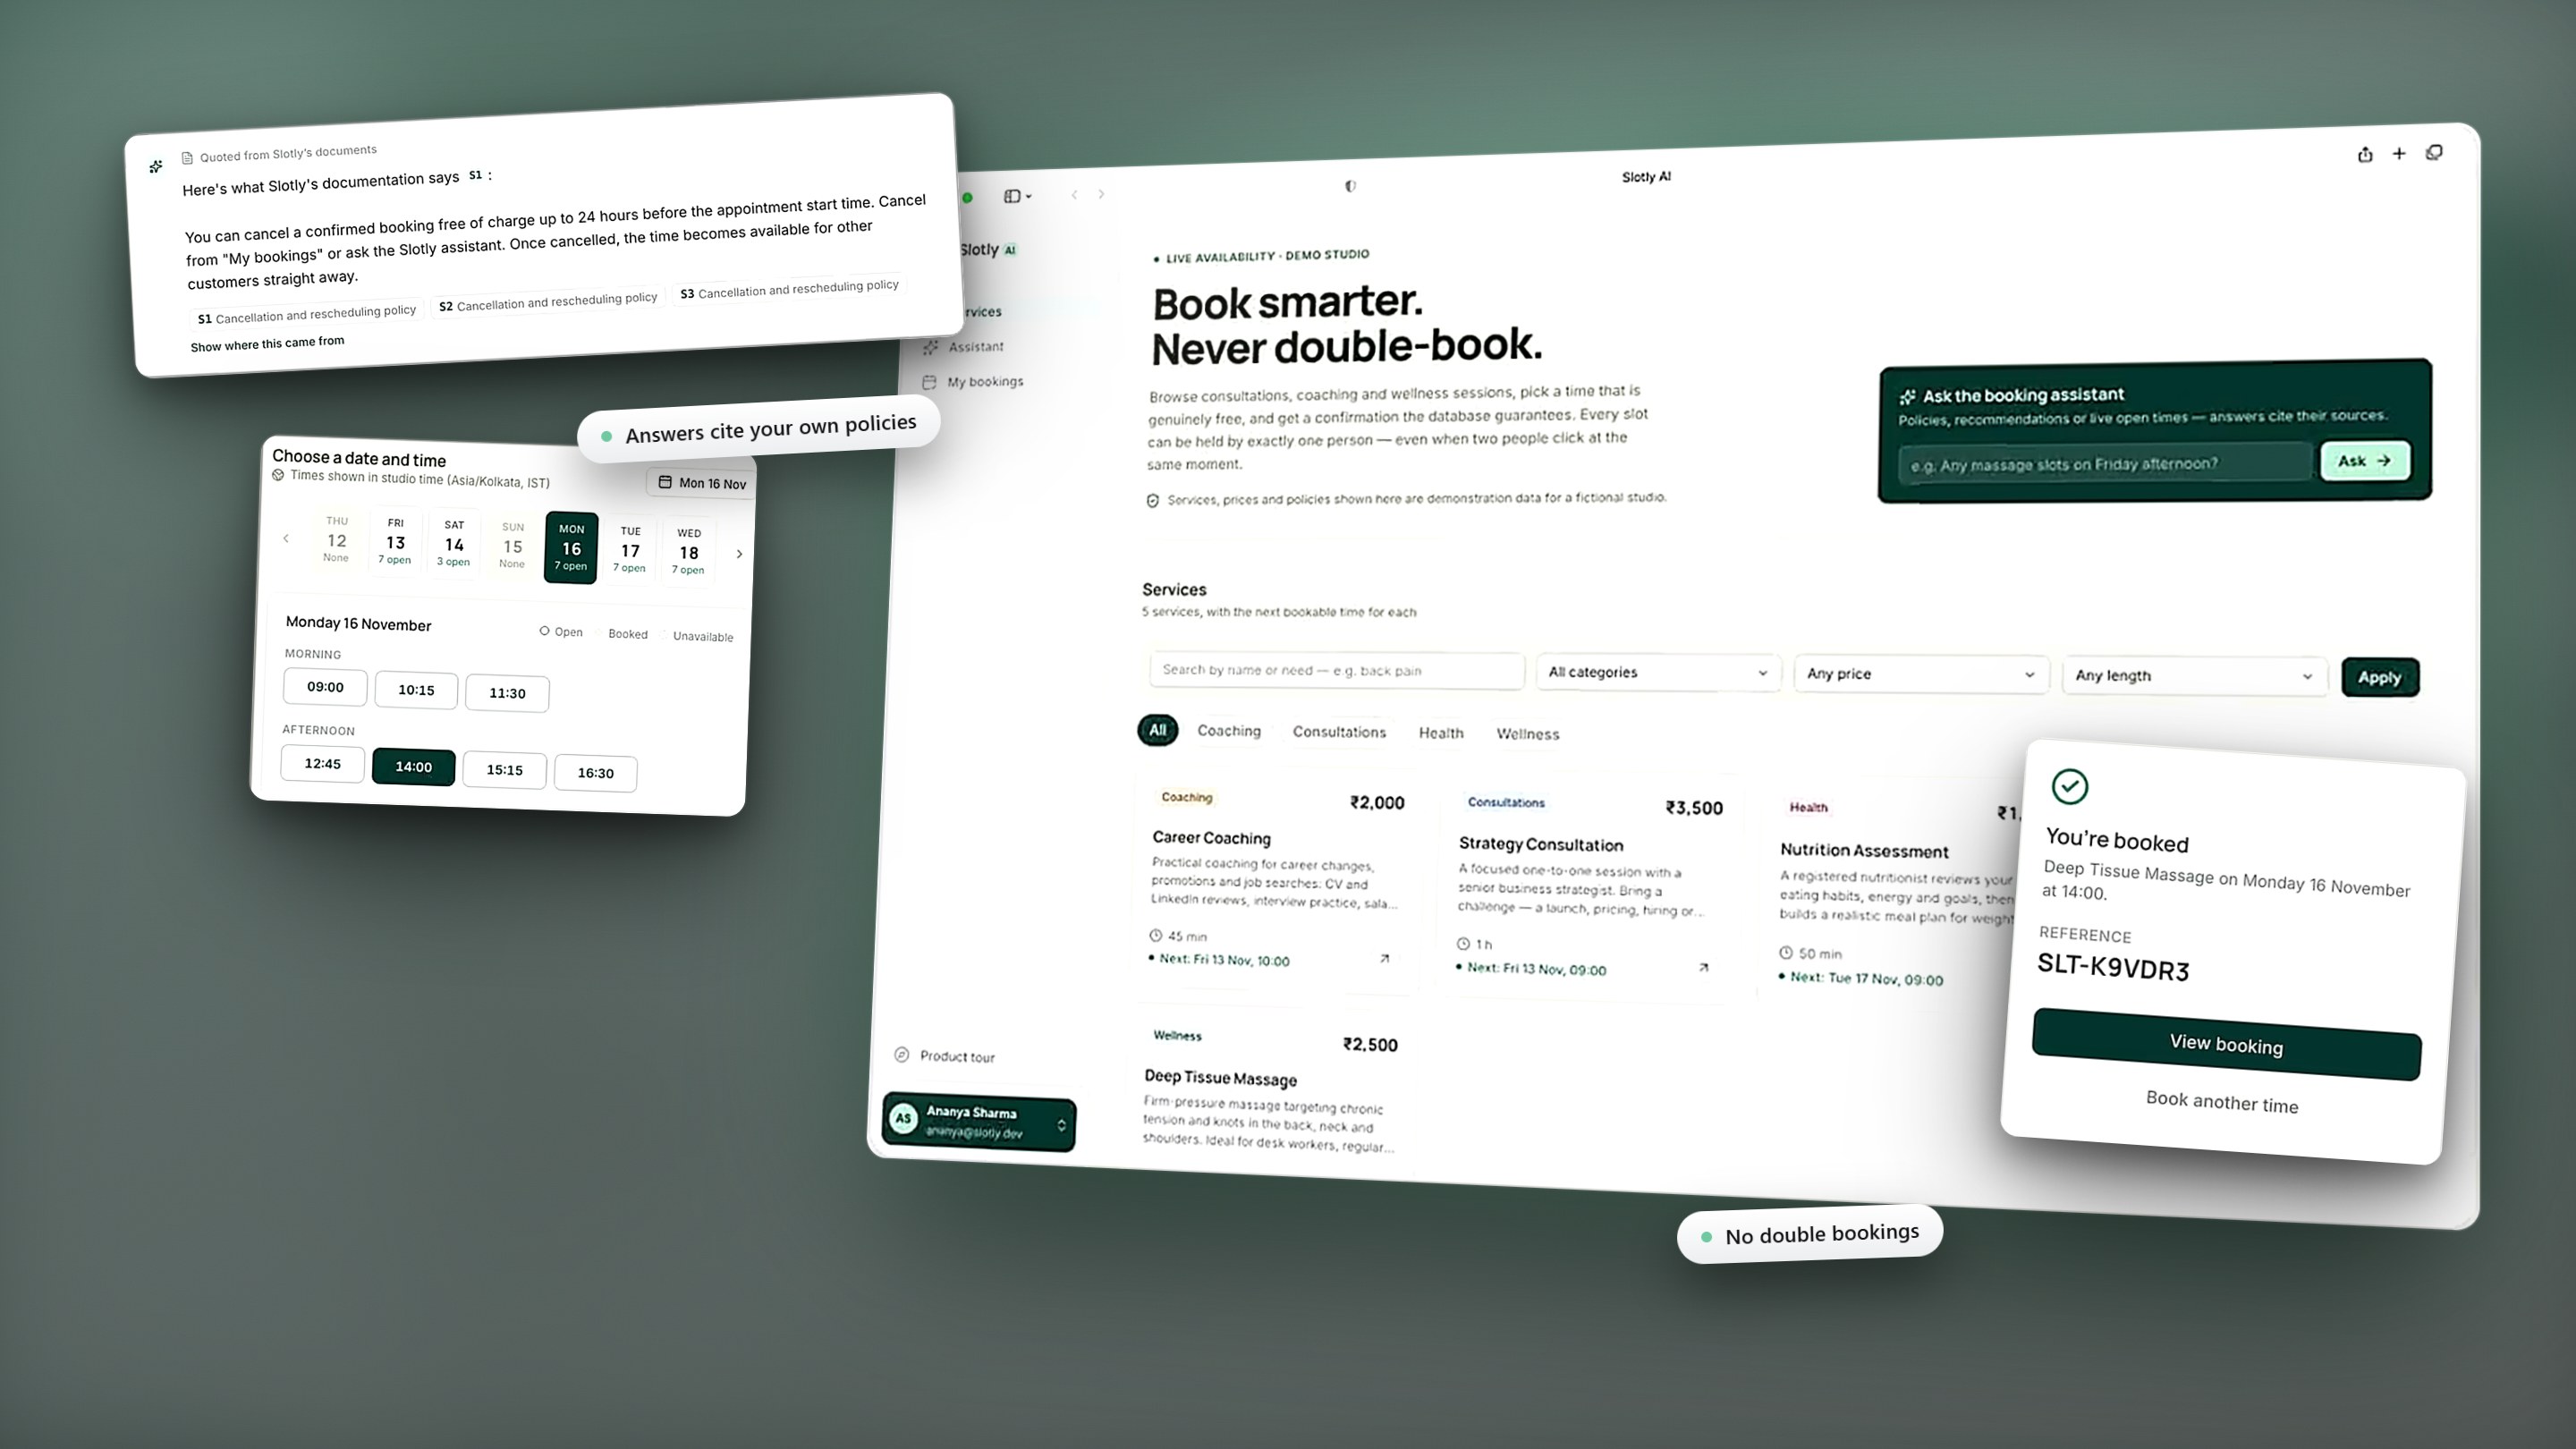 Quoted from Slotly's documents
Here's what Slotly's documentation says S1 :
You can cancel a confirmed booking free of charge up to 24 hours before the appointment start time. Cancel
from "My bookings" or ask the Slotly assistant. Once cancelled, the time becomes available for other
customers straight away.
S1 Cancellation and rescheduling policy S2 Cancellation and rescheduling policy S3 Cancellation and rescheduling policy
Show where this came from
Answers cite your own policies
Choose a date and time
Times shown in studio time (Asia/Kolkata, IST)
Mon 16 Nov
THU FRI SAT SUN MON TUE WED
12 13 14 15 16 17 18
None 7 open 3 open None 7 open 7 open 7 open
Monday 16 November
Open Booked Unavailable
MORNING
09:00 10:15 11:30
AFTERNOON
12:45 14:00 15:15 16:30
Slotly AI
Slotly AI
Assistant
My bookings
Product tour
AS Ananya Sharma
ananya@slotly.dev
LIVE AVAILABILITY · DEMO STUDIO
Book smarter.
Never double-book.
Browse consultations, coaching and wellness sessions, pick a time that is
genuinely free, and get a confirmation the database guarantees. Every slot
can be held by exactly one person — even when two people click at the
same moment.
Services, prices and policies shown here are demonstration data for a fictional studio.
Ask the booking assistant
Policies, recommendations or live open times — answers cite their sources.
e.g. Any massage slots on Friday afternoon?
Ask →
Services
5 services, with the next bookable time for each
Search by name or need — e.g. back pain
All categories
Any price
Any length
Apply
All Coaching Consultations Health Wellness
Coaching ₹2,000
Career Coaching
Practical coaching for career changes,
promotions and job searches: CV and
LinkedIn reviews, interview practice, sala...
45 min
Next: Fri 13 Nov, 10:00
Consultations ₹3,500
Strategy Consultation
A focused one-to-one session with a
senior business strategist. Bring a
challenge — a launch, pricing, hiring or...
1 h
Next: Fri 13 Nov, 09:00
Health
Nutrition Assessment
A registered nutritionist reviews your
eating habits, energy and goals, then
builds a realistic meal plan for weight
50 min
Next: Tue 17 Nov, 09:00
Wellness ₹2,500
Deep Tissue Massage
Firm-pressure massage targeting chronic
tension and knots in the back, neck and
shoulders. Ideal for desk workers, regular...
You're booked
Deep Tissue Massage on Monday 16 November
at 14:00.
REFERENCE
SLT-K9VDR3
View booking
Book another time
No double bookings